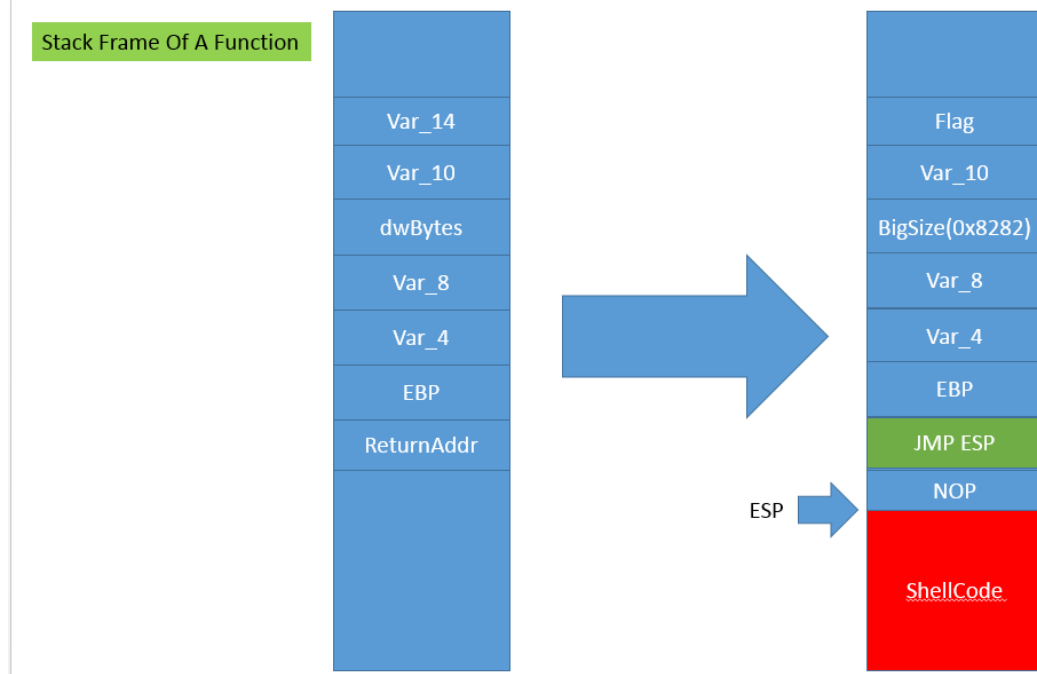 Stack Frame Of A Function
Var_14
Var_10
dwBytes
Var_8
Var_4
EBP
ReturnAddr
Flag
Var_10
BigSize(0x8282)
Var_8
Var_4
EBP
JMP ESP
NOP
ESP
ShellCode